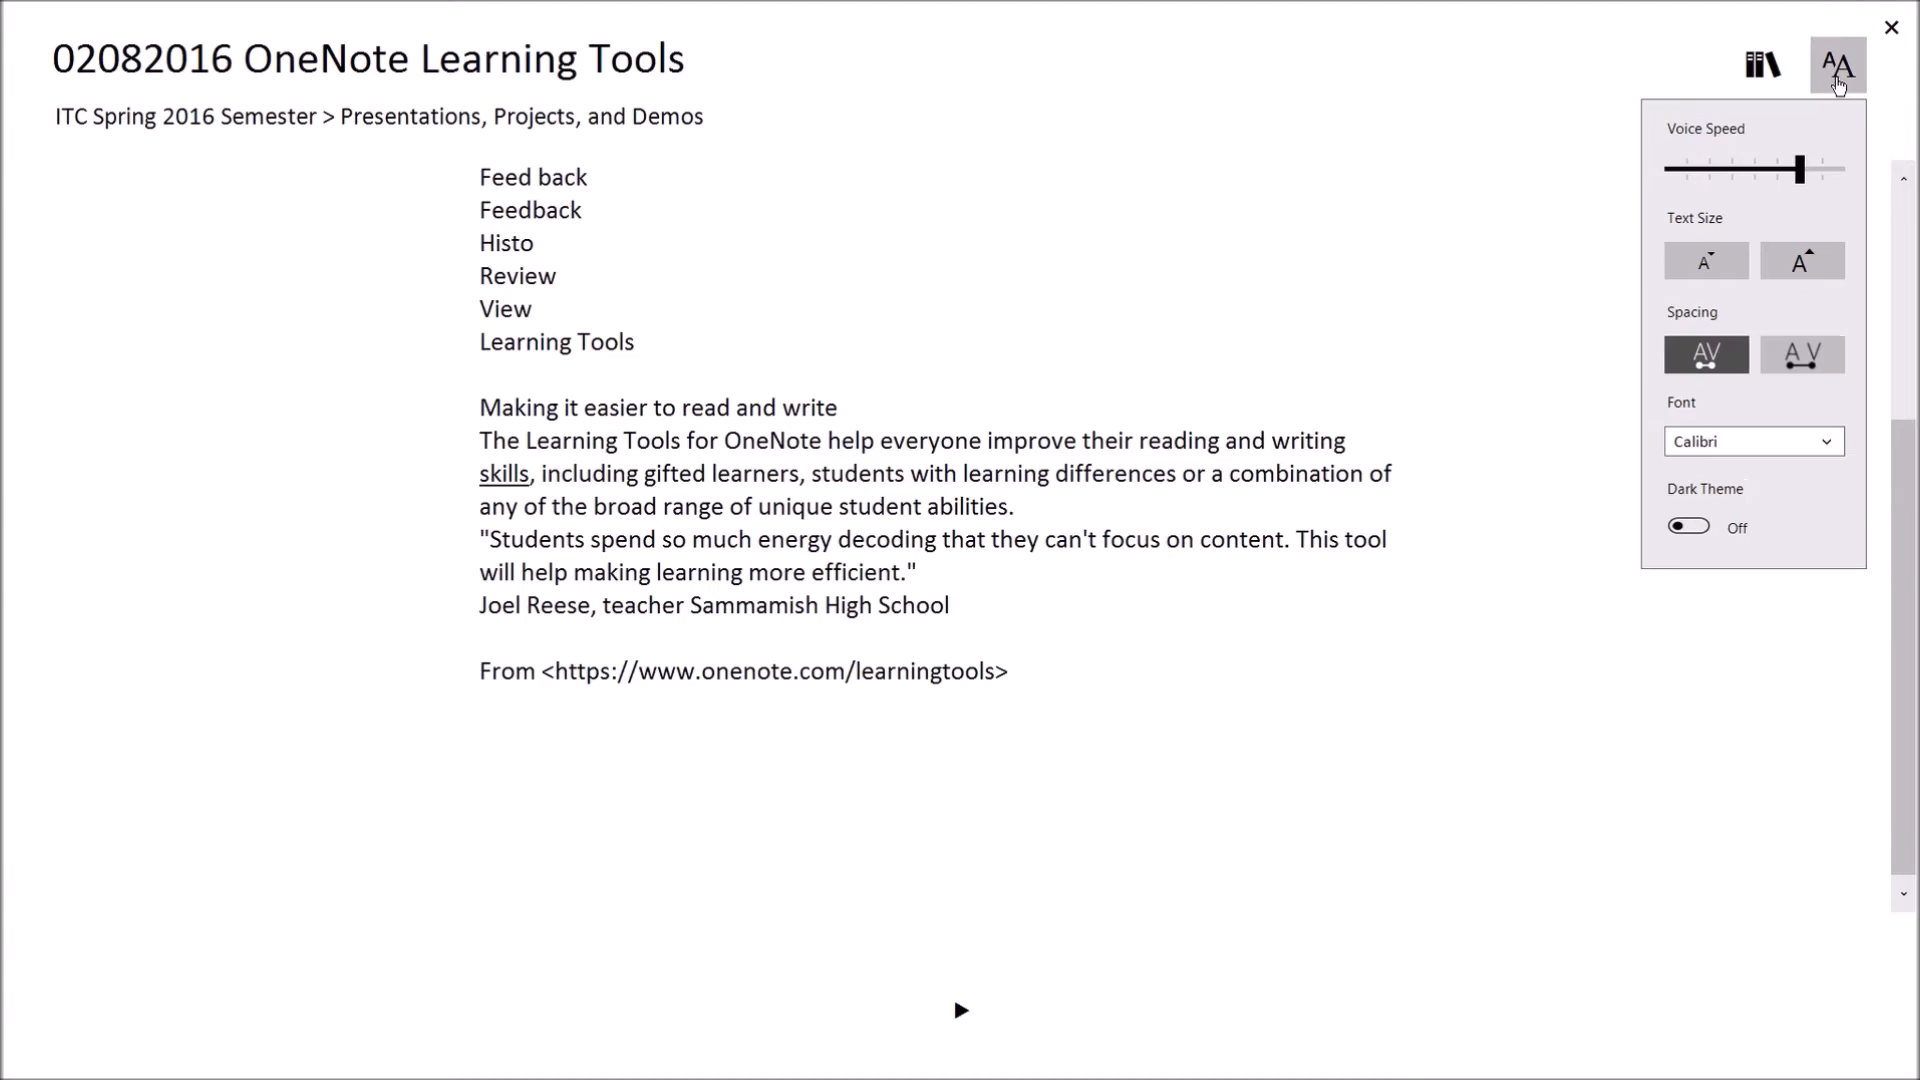 02082016 OneNote Learning Tools
ITC Spring 2016 Semester > Presentations, Projects, and Demos
Feed back
Feedback
Histo
Review
View
Learning Tools
Making it easier to read and write
The Learning Tools for OneNote help everyone improve their reading and writing
skills, including gifted learners, students with learning differences or a combination of
any of the broad range of unique student abilities.
"Students spend so much energy decoding that they can't focus on content. This tool
will help making learning more efficient."
Joel Reese, teacher Sammamish High School
From <https://www.onenote.com/learningtools>
AA
Voice Speed
Text Size
A A
Spacing
AV A V
Font
Calibri
Dark Theme
Off